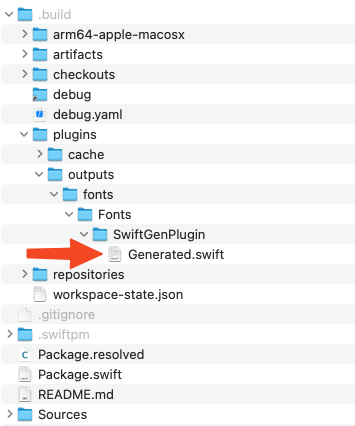 .build
arm64-apple-macosx
artifacts
checkouts
debug
debug.yaml
plugins
cache
outputs
fonts
Fonts
SwiftGenPlugin
Generated.swift
repositories
workspace-state.json
.gitignore
.swiftpm
Package.resolved
Package.swift
README.md
Sources